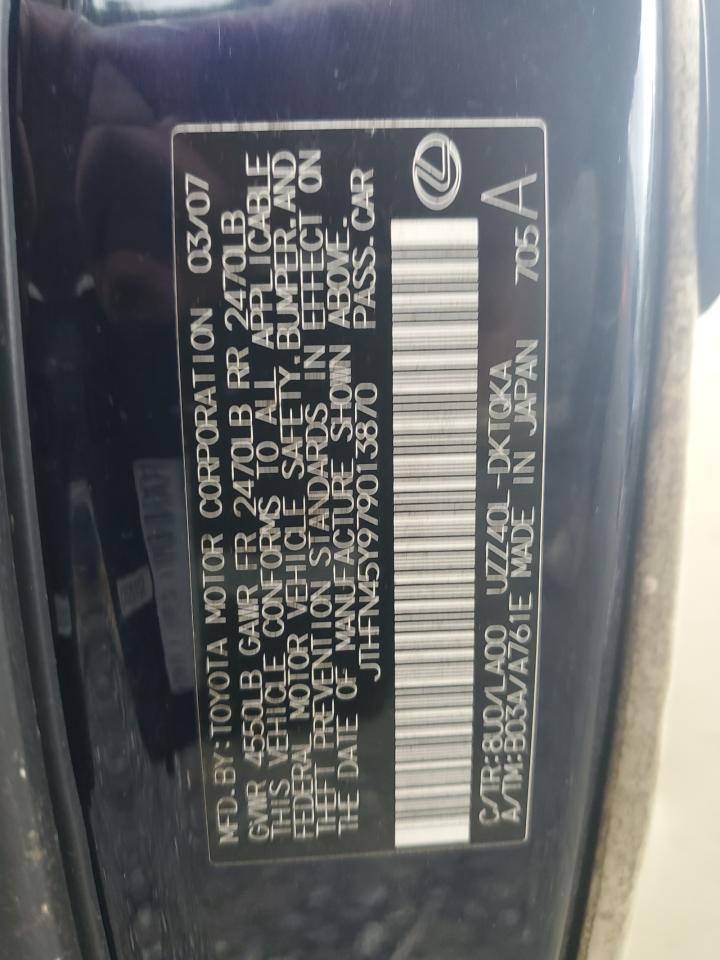 MFD. BY: TOYOTA MOTOR CORPORATION 03/07
GVWR 4550LB GAWR FR 2470LB RR 2470LB
THIS VEHICLE CONFORMS TO ALL APPLICABLE
FEDERAL MOTOR VEHICLE SAFETY, BUMPER, AND
THEFT PREVENTION STANDARDS IN EFFECT ON
THE DATE OF MANUFACTURE SHOWN ABOVE.
JTHFN45Y979013870 PASS. CAR
C/TR: 8U0/LA00 UZZ40L-DKTQKA 705
A/TM: B03A/A761E MADE IN JAPAN A